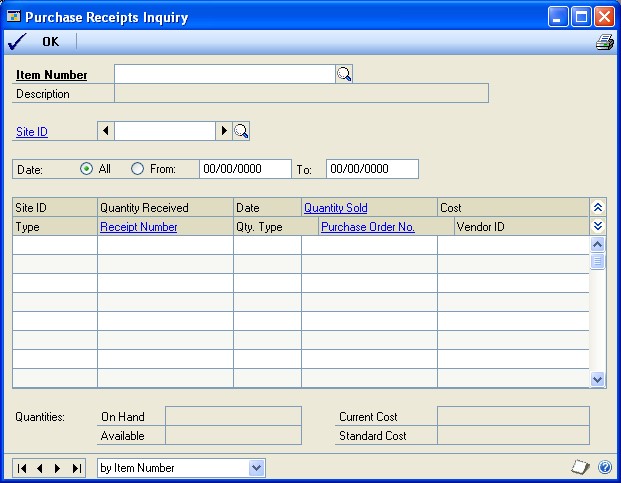 Purchase Receipts Inquiry
OK
Item Number
Description
Site ID
Date: All From: 00/00/0000 To: 00/00/0000
Site ID Quantity Received Date Quantity Sold Cost
Type Receipt Number Qty. Type Purchase Order No. Vendor ID
Quantities: On Hand Current Cost
Available Standard Cost
by Item Number